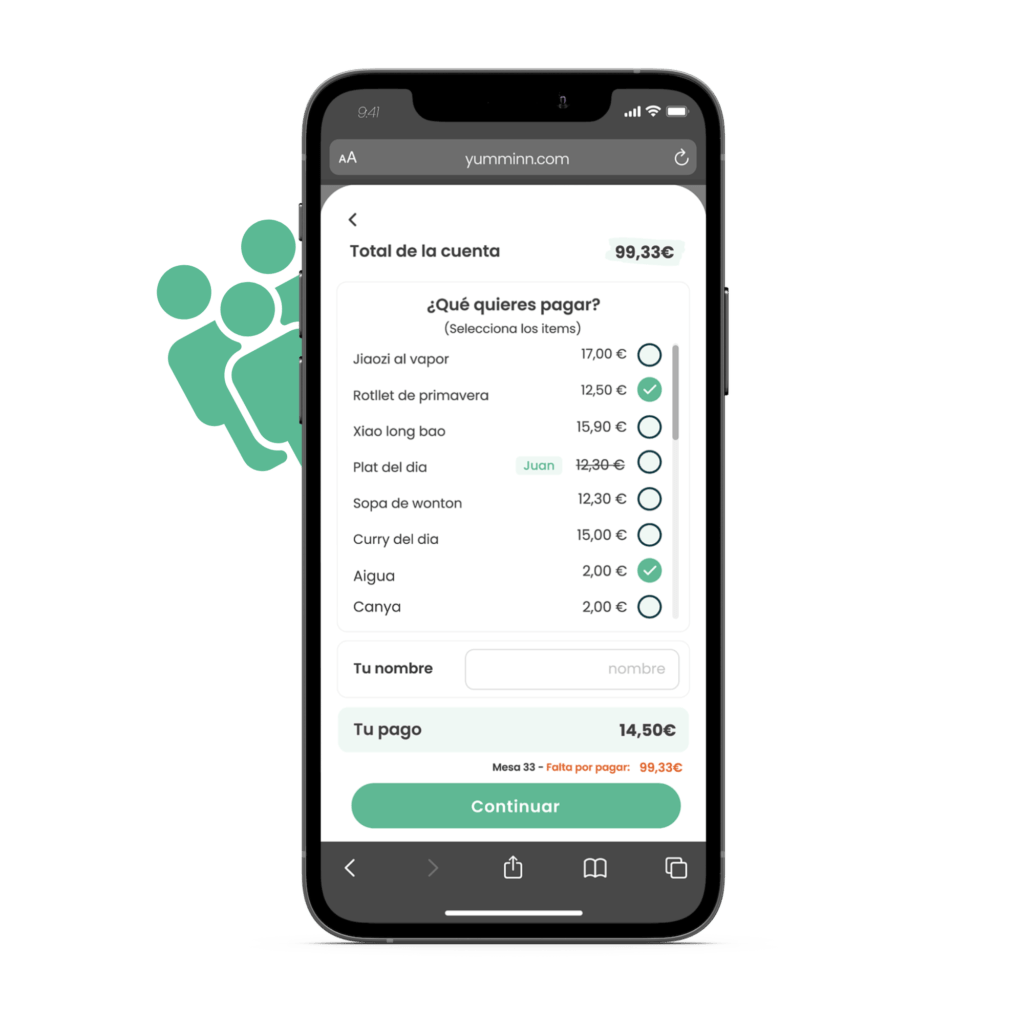 9:41
AA yumminn.com
Total de la cuenta 99,33€
¿Qué quieres pagar?
(Selecciona los items)
Jiaozi al vapor 17,00 €
Rotllet de primavera 12,50 €
Xiao long bao 15,90 €
Plat del dia Juan 12,30 €
Sopa de wonton 12,30 €
Curry del dia 15,00 €
Aigua 2,00 €
Canya 2,00 €
Tu nombre nombre
Tu pago 14,50€
Mesa 33 - Falta por pagar: 99,33€
Continuar